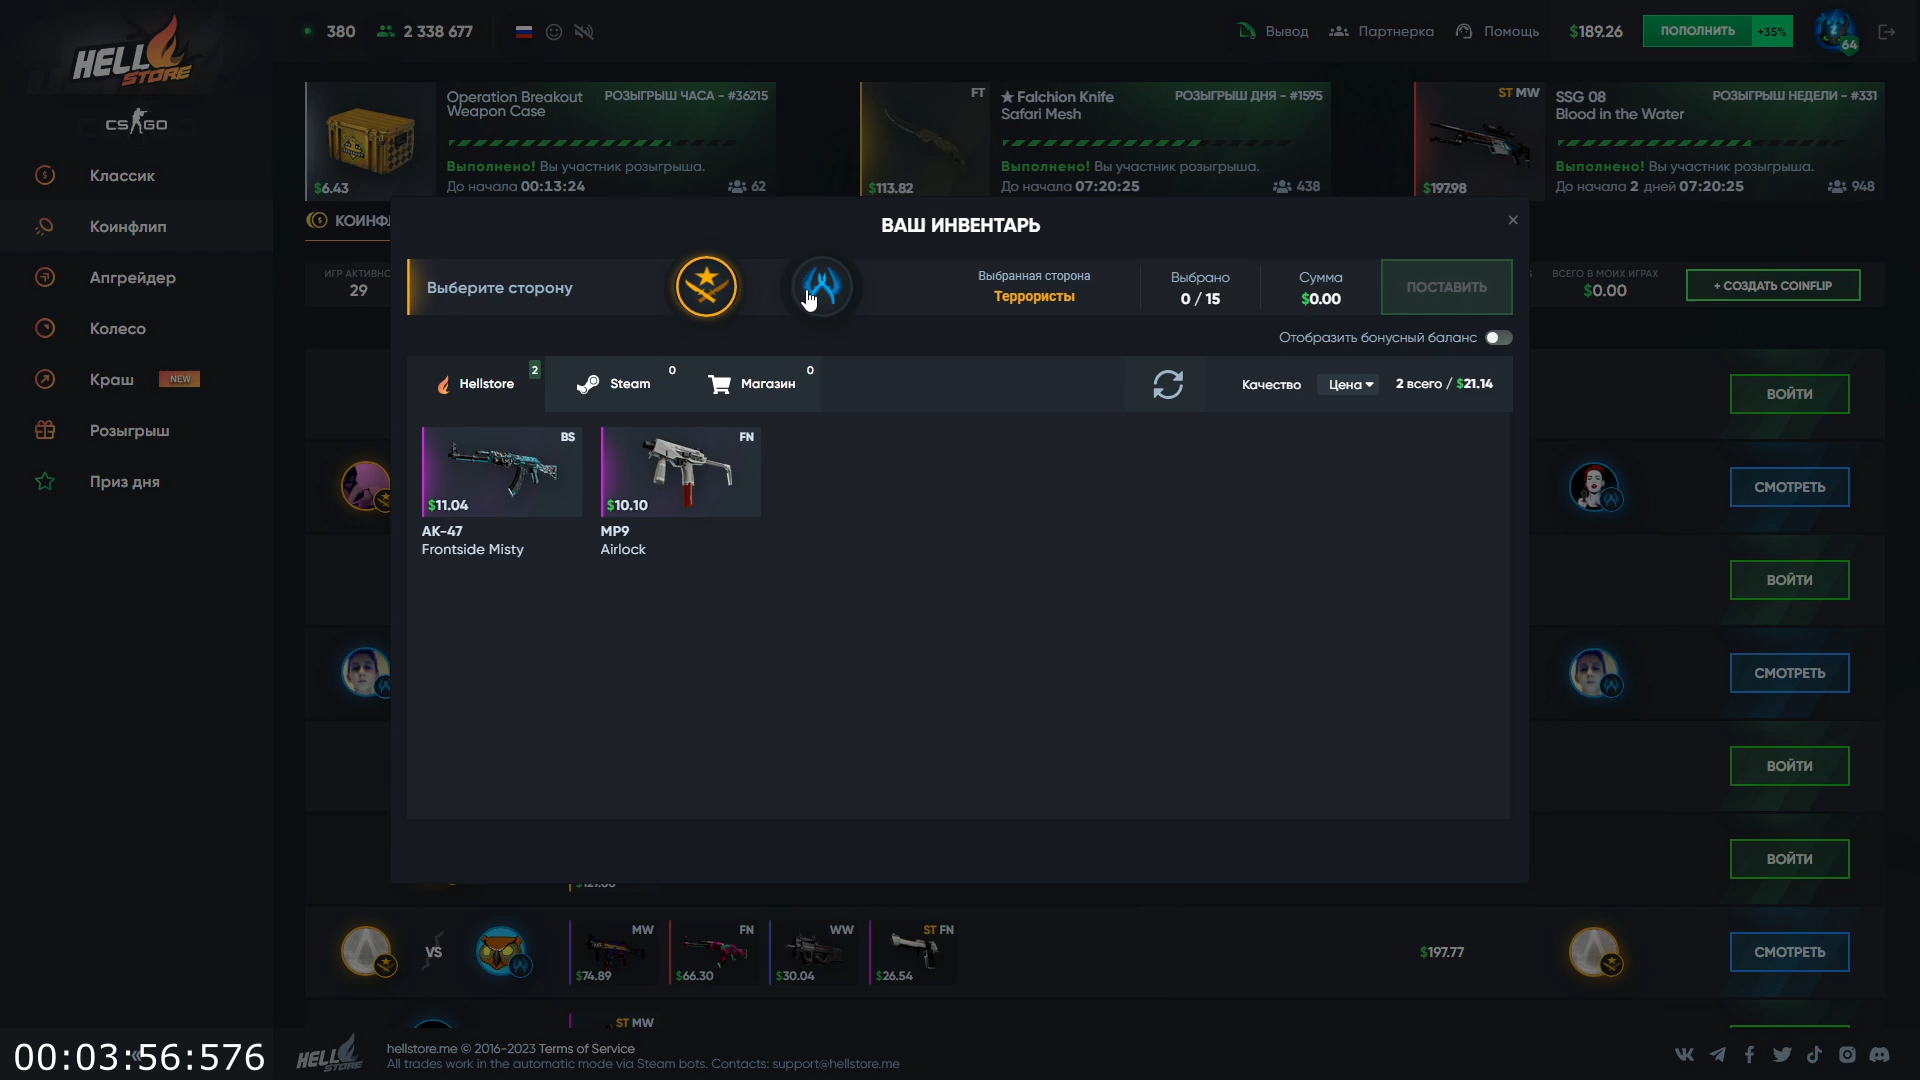 HELL STORE
380
2 338 677
Вывод
Партнерка
Помощь
$189.26
ПОПОЛНИТЬ
+35%
64
CS GO
Классик
Коинфлип
Апгрейдер
Колесо
Краш
NEW
Розыгрыш
Приз дня
Operation Breakout
Weapon Case
РОЗЫГРЫШ ЧАСА - #36215
Выполнено! Вы участник розыгрыша.
До начала 00:13:24
62
$6.43
FT
★ Falchion Knife
Safari Mesh
РОЗЫГРЫШ ДНЯ - #1595
Выполнено! Вы участник розыгрыша.
До начала 07:20:25
438
$113.82
ST MW
SSG 08
Blood in the Water
РОЗЫГРЫШ НЕДЕЛИ - #331
Выполнено! Вы участник розыгрыша.
До начала 2 дней 07:20:25
948
$197.98
КОИНФЛ
ИГР АКТИВНО
29
ВСЕГО В МОИХ ИГРАХ
$0.00
+ СОЗДАТЬ COINFLIP
ВАШ ИНВЕНТАРЬ
×
Выберите сторону
Выбранная сторона
Террористы
Выбрано
0 / 15
Сумма
$0.00
ПОСТАВИТЬ
Отобразить бонусный баланс
Hellstore
2
Steam
0
Магазин
0
Качество
Цена
2 всего / $21.14
BS
$11.04
AK-47
Frontside Misty
FN
$10.10
MP9
Airlock
ВОЙТИ
СМОТРЕТЬ
ВОЙТИ
СМОТРЕТЬ
ВОЙТИ
ВОЙТИ
VS
MW
$74.89
FN
$66.30
WW
$30.04
ST FN
$26.54
$197.77
СМОТРЕТЬ
ST MW
00:03:56:576
HELL STORE
hellstore.me © 2016-2023 Terms of Service
All trades work in the automatic mode via Steam bots. Contacts: support@hellstore.me